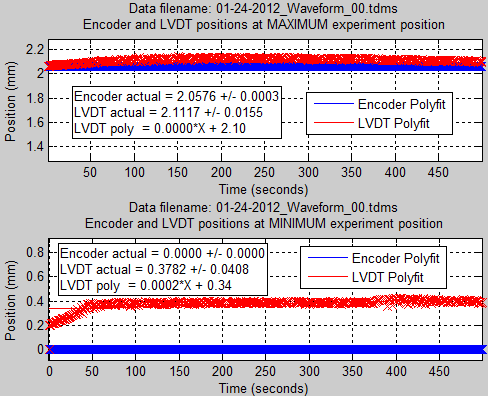 Data filename: 01-24-2012_Waveform_00.tdms
Encoder and LVDT positions at MAXIMUM experiment position
2.2
2
1.8
1.6
1.4
Position (mm)
Encoder actual = 2.0576 +/- 0.0003
LVDT actual = 2.1117 +/- 0.0155
LVDT poly = 0.0000*X + 2.10
Encoder Polyfit
LVDT Polyfit
50 100 150 200 250 300 350 400 450
Time (seconds)
Data filename: 01-24-2012_Waveform_00.tdms
Encoder and LVDT positions at MINIMUM experiment position
0.8
0.6
0.4
0.2
0
Position (mm)
Encoder actual = 0.0000 +/- 0.0000
LVDT actual = 0.3782 +/- 0.0408
LVDT poly = 0.0002*X + 0.34
Encoder Polyfit
LVDT Polyfit
0 50 100 150 200 250 300 350 400 450
Time (seconds)